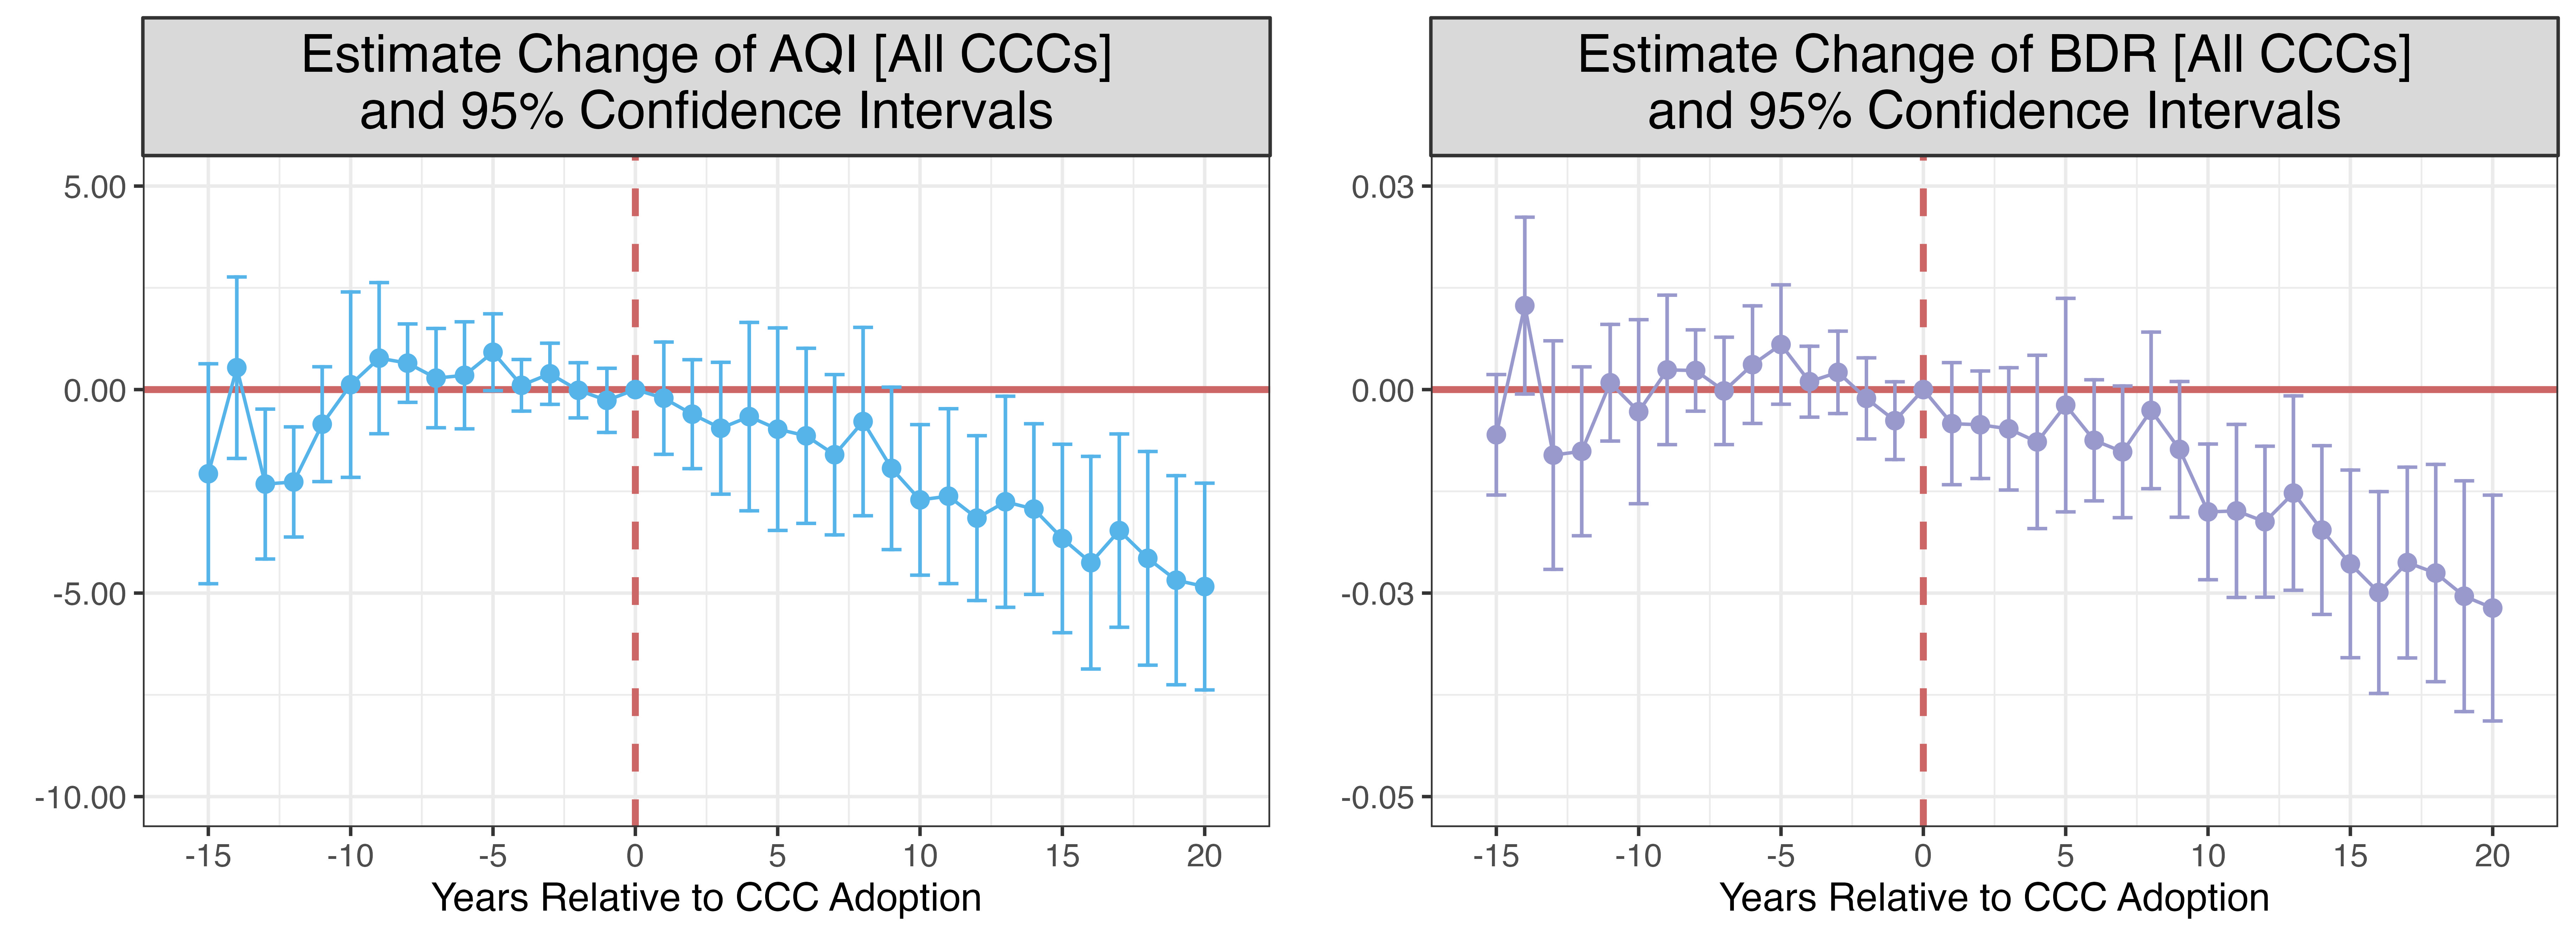 Estimate Change of AQI [All CCCs]
and 95% Confidence Intervals
5.00
0.00
-5.00
-10.00
-15 -10 -5 0 5 10 15 20
Years Relative to CCC Adoption
Estimate Change of BDR [All CCCs]
and 95% Confidence Intervals
0.03
0.00
-0.03
-0.05
-15 -10 -5 0 5 10 15 20
Years Relative to CCC Adoption